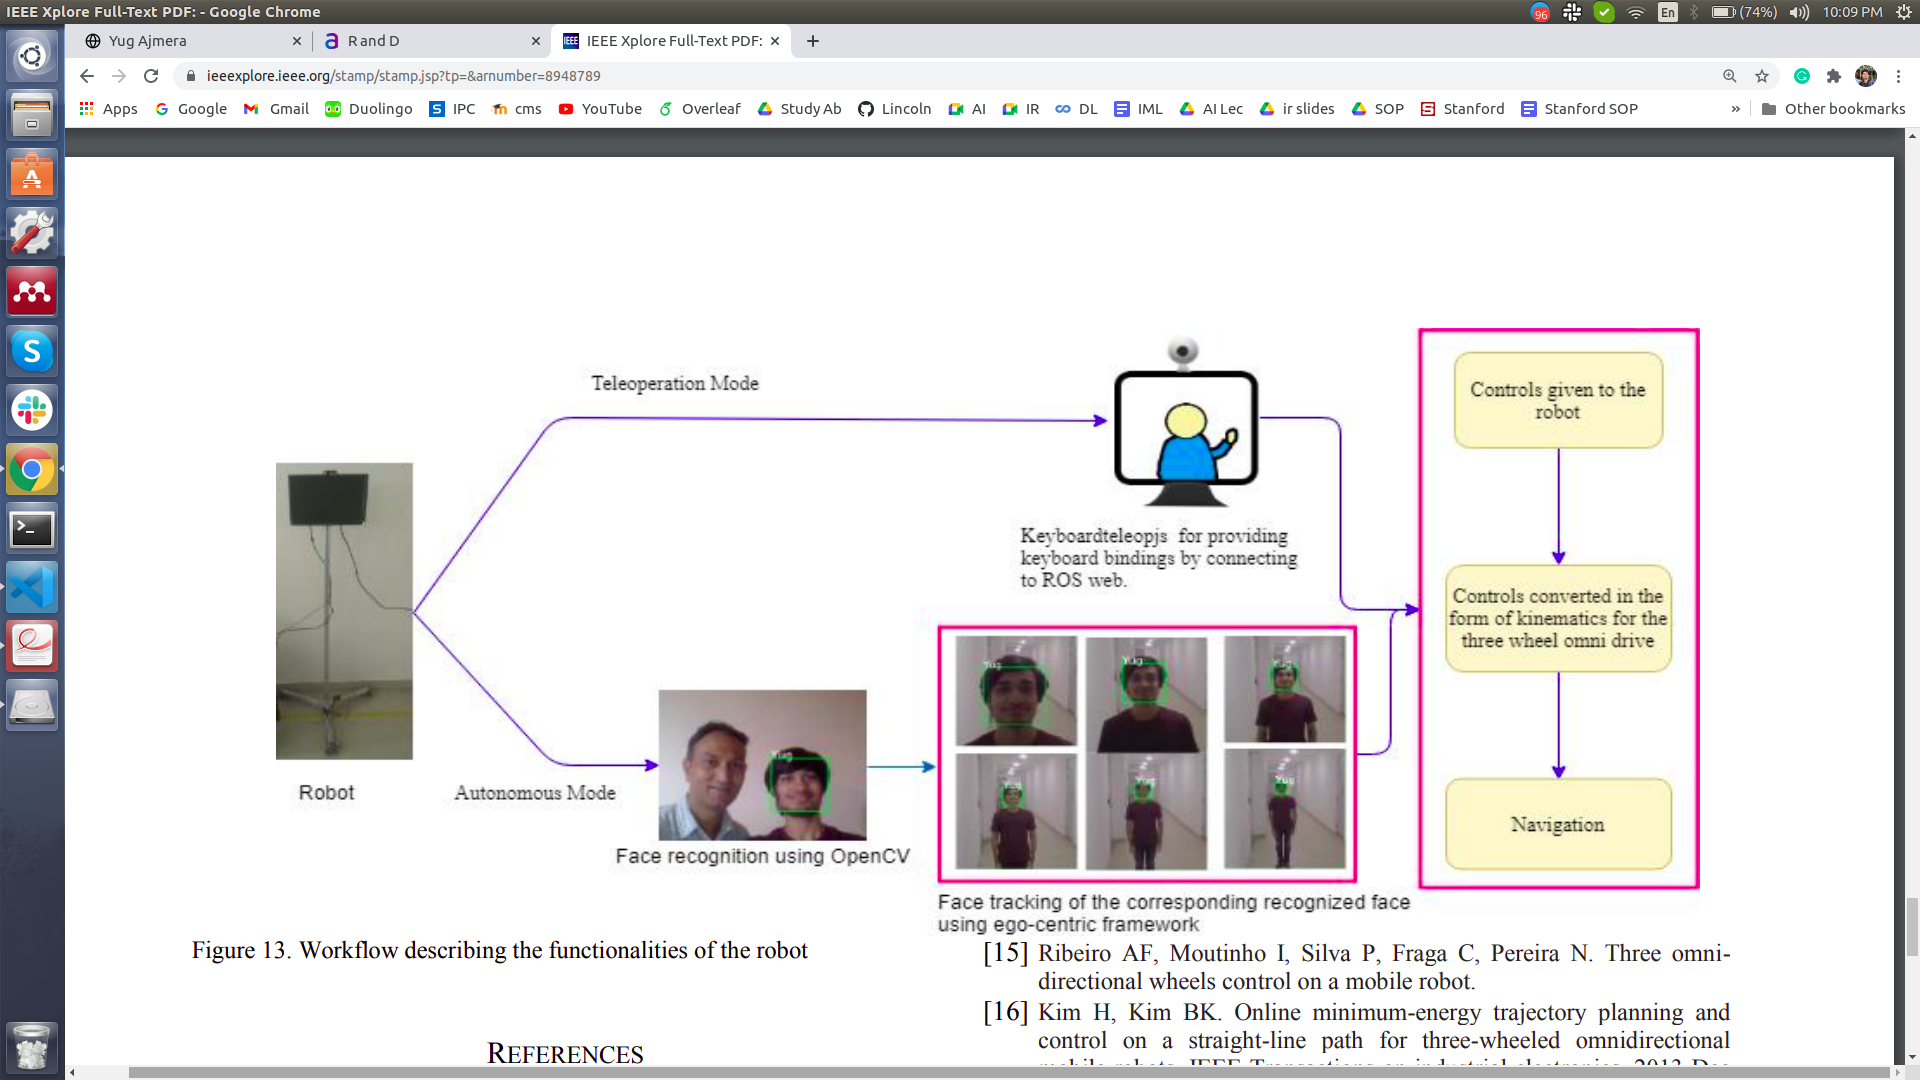 IEEE Xplore Full-Text PDF: - Google Chrome
96
En
(74%)
10:09 PM
Yug Ajmera
R and D
IEEE Xplore Full-Text PDF:
ieeexplore.ieee.org/stamp/stamp.jsp?tp=&arnumber=8948789
Apps
Google
Gmail
Duolingo
IPC
cms
YouTube
Overleaf
Study Ab
Lincoln
AI
IR
DL
IML
AI Lec
ir slides
SOP
Stanford
Stanford SOP
»
Other bookmarks
Teleoperation Mode
Controls given to the
robot
Keyboardteleopjs for providing
keyboard bindings by connecting
to ROS web.
Controls converted in the
form of kinematics for the
three wheel omni drive
Yug
Yug
Yug
Yug
Yug
Yug
Yug
Robot
Autonomous Mode
Navigation
Face recognition using OpenCV
Face tracking of the corresponding recognized face
using ego-centric framework
Figure 13. Workflow describing the functionalities of the robot
REFERENCES
[15] Ribeiro AF, Moutinho I, Silva P, Fraga C, Pereira N. Three omni-
directional wheels control on a mobile robot.
[16] Kim H, Kim BK. Online minimum-energy trajectory planning and
control on a straight-line path for three-wheeled omnidirectional